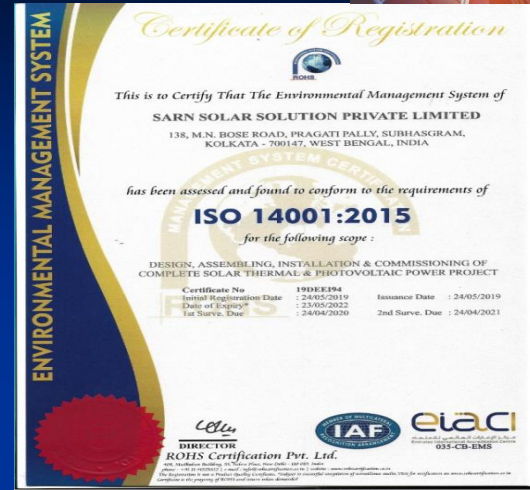 Certificate of Registration
ROHS
This is to Certify That The Environmental Management System of
SARN SOLAR SOLUTION PRIVATE LIMITED
138, M.N. BOSE ROAD, PRAGATI PALLY, SUBHASGRAM,
KOLKATA - 700147, WEST BENGAL, INDIA
has been assessed and found to conform to the requirements of
ISO 14001:2015
for the following scope :
DESIGN, ASSEMBLING, INSTALLATION & COMMISSIONING OF
COMPLETE SOLAR THERMAL & PHOTOVOLTAIC POWER PROJECT
Certificate No 19DEEI94
Initial Registration Date : 24/05/2019 Issuance Date : 24/05/2019
Date of Expiry* : 23/05/2022
1st Surve. Due : 24/04/2020 2nd Surve. Due : 24/04/2021
ENVIRONMENTAL MANAGEMENT SYSTEM
MANAGEMENT SYSTEM CERTIFICATION
ROHS
DIRECTOR
ROHS Certification Pvt. Ltd.
IAF
eiaci
035-CB-EMS